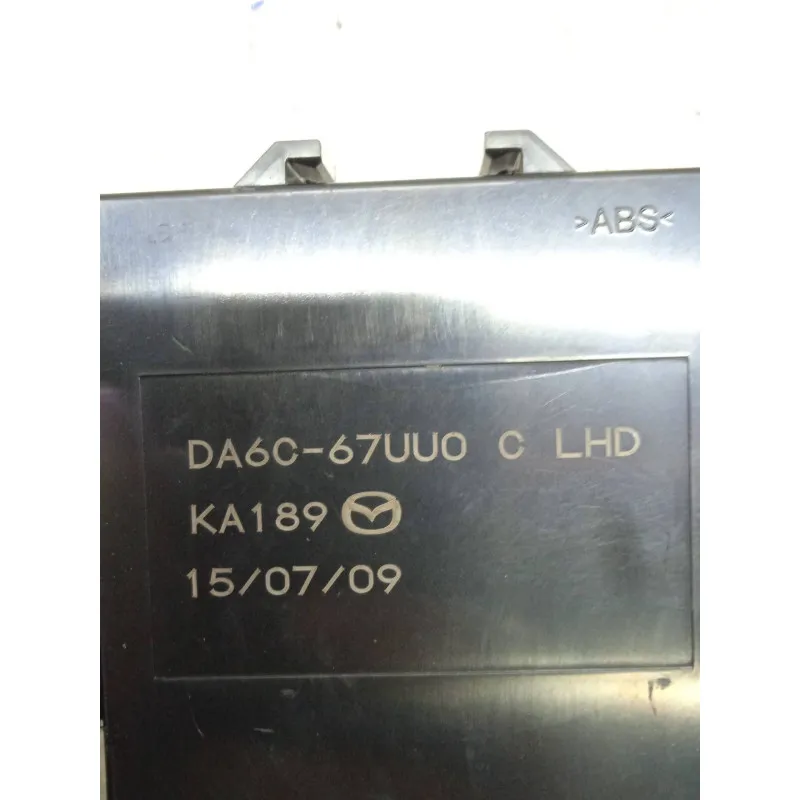 >ABS<
DA6C-67UU0 C LHD
KA189
15/07/09